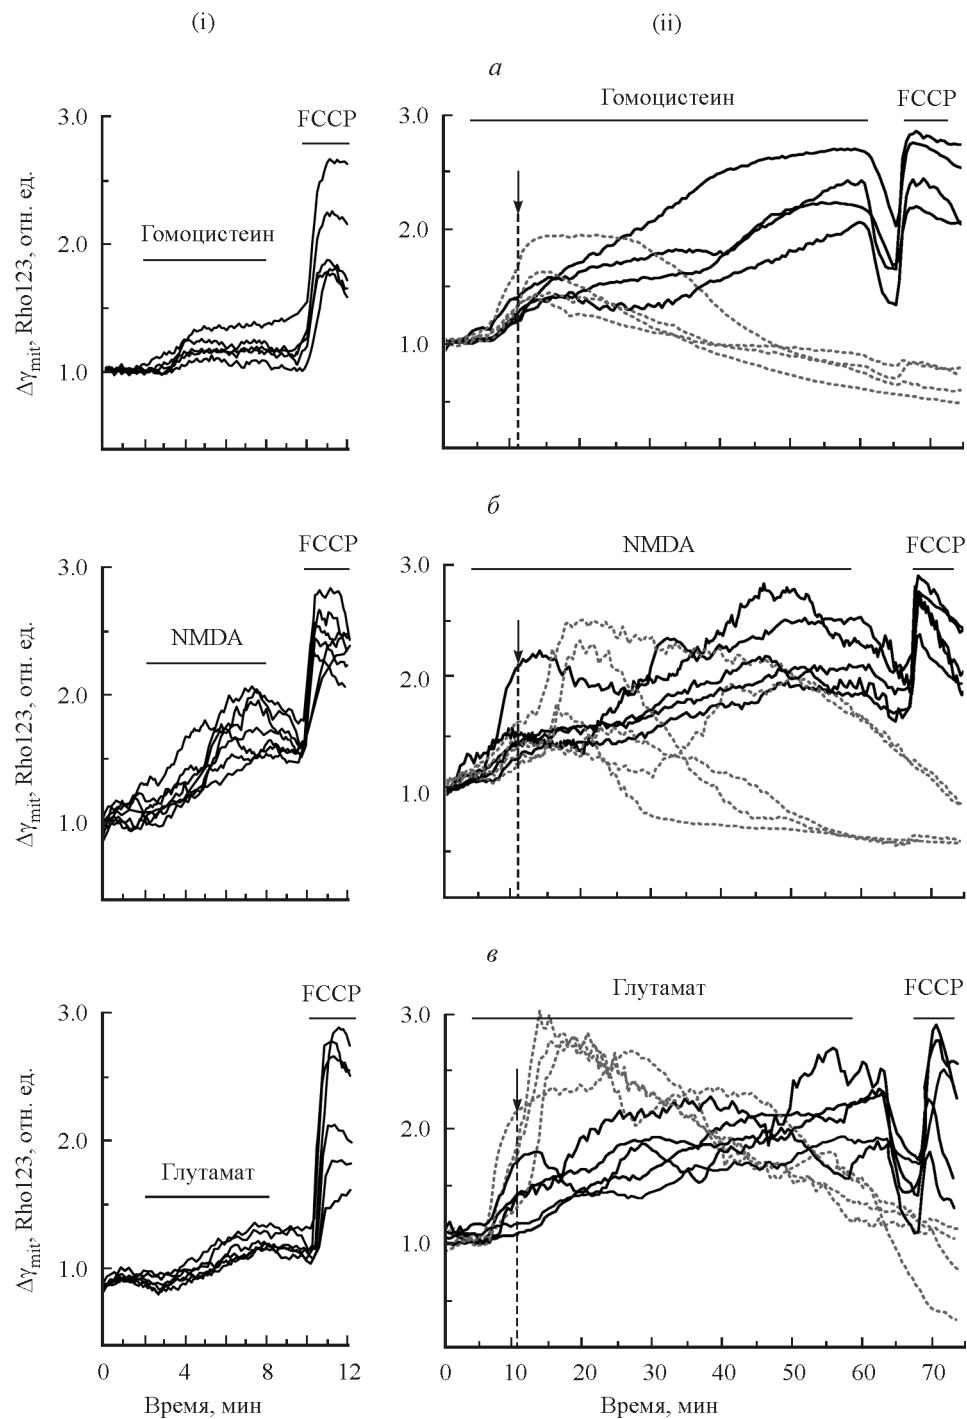 (i) (ii)
а
FCCP
Гомоцистеин
Δγmit, Rho123, отн. ед.
3.0
2.0
1.0
Гомоцистеин
FCCP
3.0
2.0
1.0
б
FCCP
NMDA
Δγmit, Rho123, отн. ед.
3.0
2.0
1.0
NMDA
FCCP
3.0
2.0
1.0
в
FCCP
Глутамат
Δγmit, Rho123, отн. ед.
3.0
2.0
1.0
0 4 8 12
Время, мин
Глутамат
FCCP
3.0
2.0
1.0
0 10 20 30 40 50 60 70
Время, мин